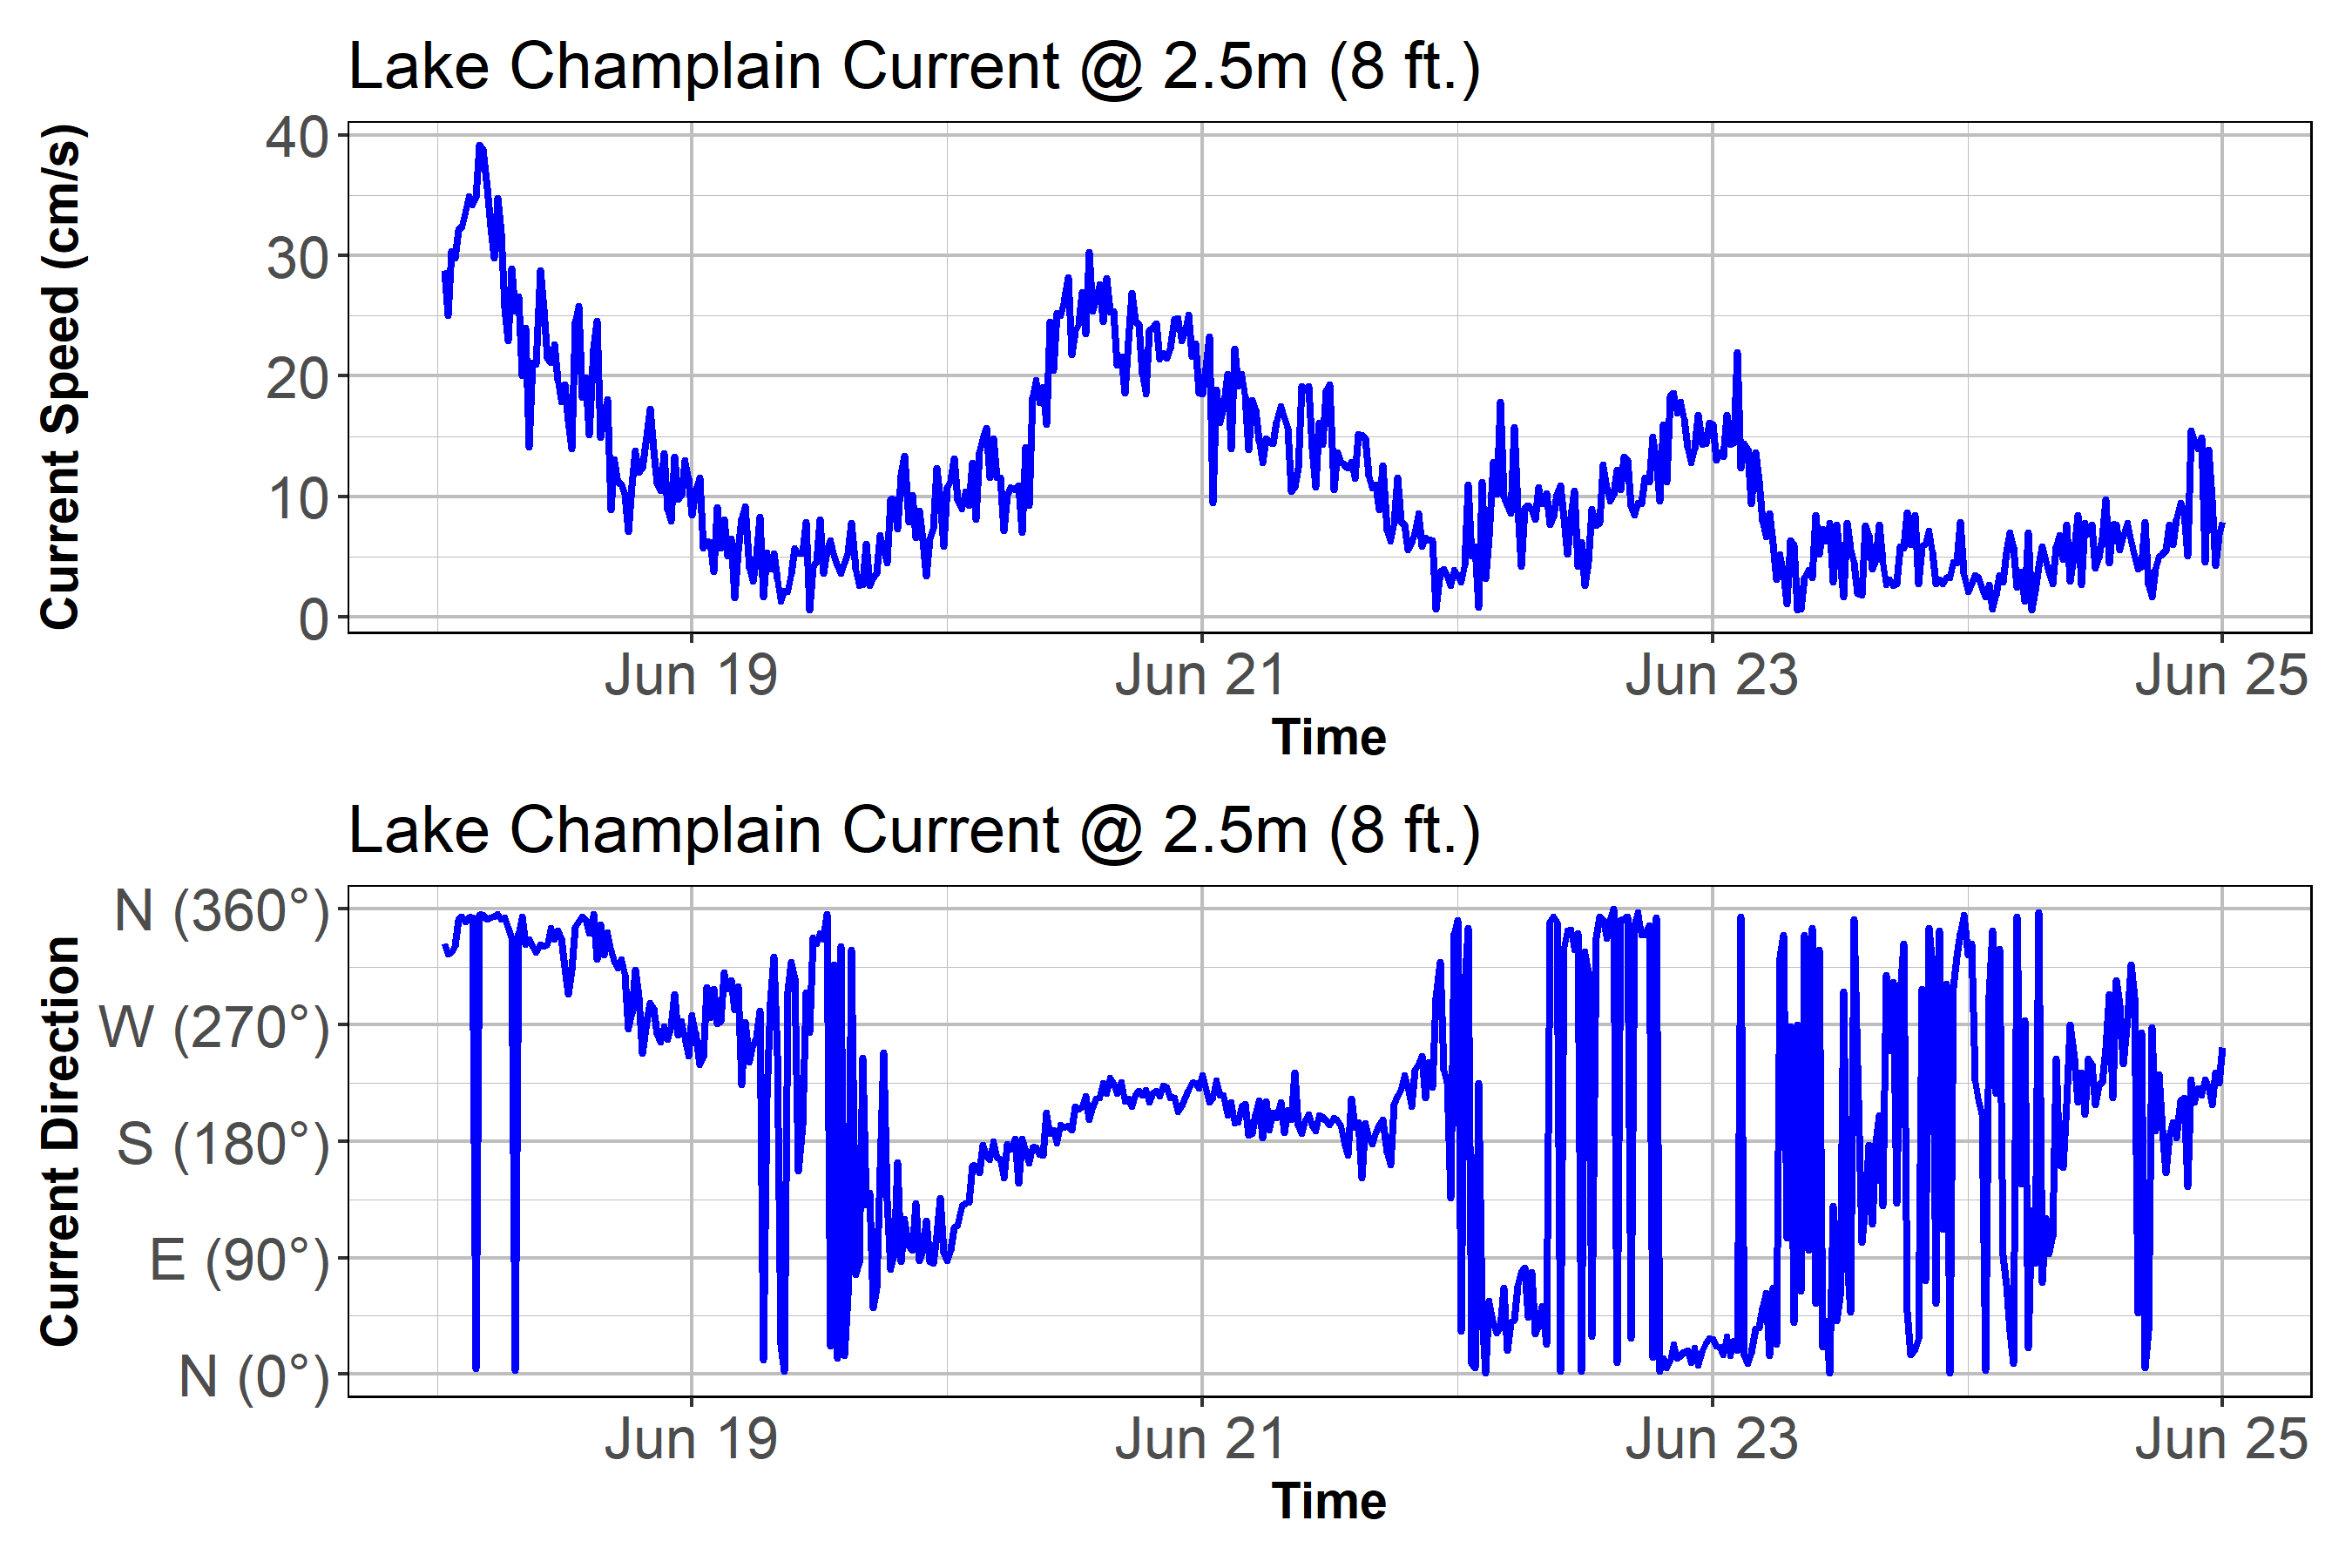 Lake Champlain Current @ 2.5m (8 ft.)
Current Speed (cm/s)
40
30
20
10
0
Jun 19 Jun 21 Jun 23 Jun 25
Time
Lake Champlain Current @ 2.5m (8 ft.)
Current Direction
N (360°)
W (270°)
S (180°)
E (90°)
N (0°)
Jun 19 Jun 21 Jun 23 Jun 25
Time